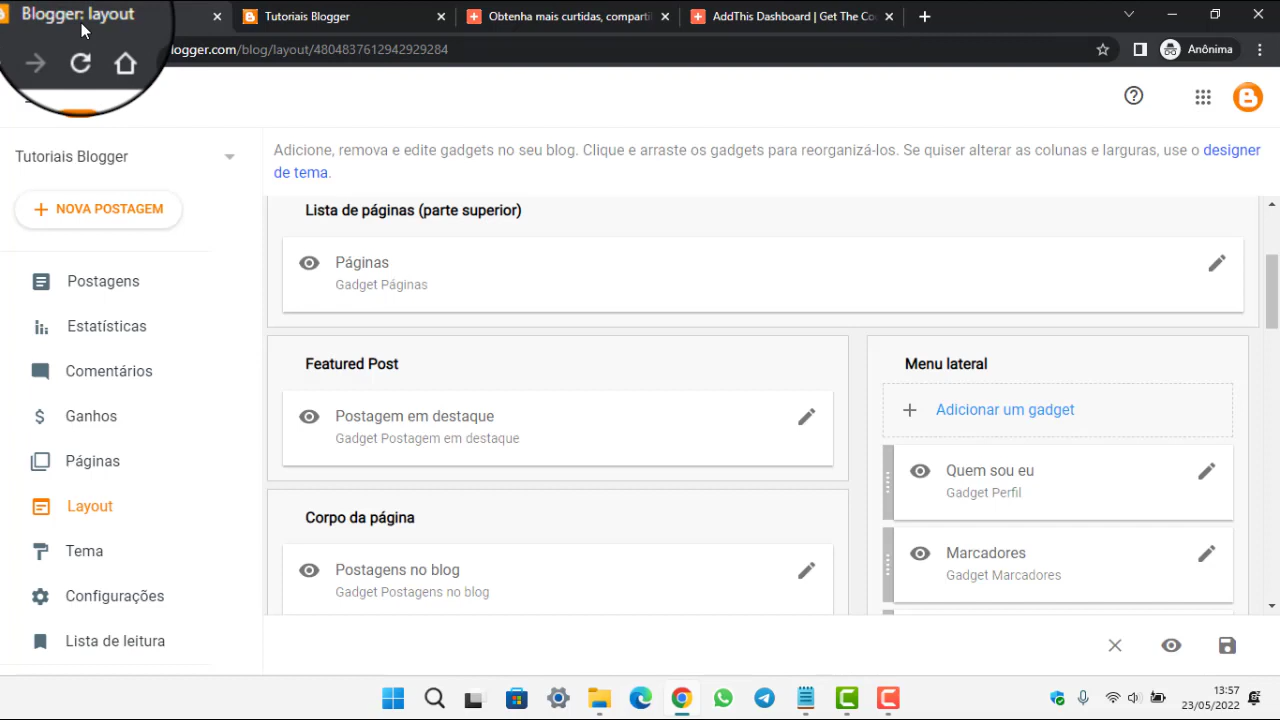 Blogger: layout
Tutoriais Blogger
Obtenha mais curtidas, compartil
AddThis Dashboard | Get The Co
logger.com/blog/layout/4804837612942929284
Anônima
Tutoriais Blogger
Adicione, remova e edite gadgets no seu blog. Clique e arraste os gadgets para reorganizá-los. Se quiser alterar as colunas e larguras, use o designer
de tema.
NOVA POSTAGEM
Postagens
Estatísticas
Comentários
Ganhos
Páginas
Layout
Tema
Configurações
Lista de leitura
Lista de páginas (parte superior)
Páginas
Gadget Páginas
Featured Post
Postagem em destaque
Gadget Postagem em destaque
Corpo da página
Postagens no blog
Gadget Postagens no blog
Menu lateral
Adicionar um gadget
Quem sou eu
Gadget Perfil
Marcadores
Gadget Marcadores
13:57
23/05/2022